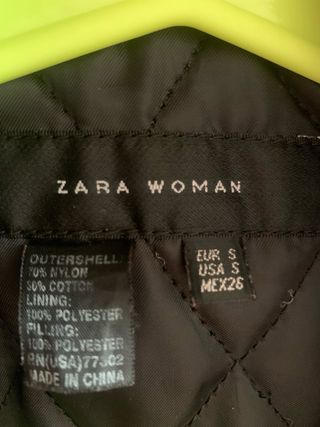 ZARA WOMAN
OUTERSHELL:
70% NYLON
30% COTTON
LINING:
100% POLYESTER
FILLING:
100% POLYESTER
RN(USA)77302
MADE IN CHINA
EUR S
USA S
MEX26